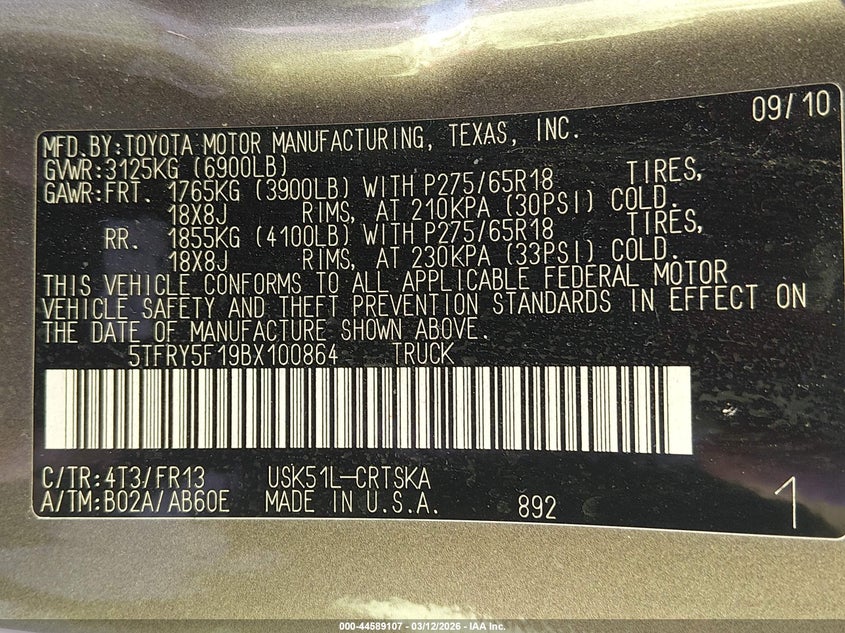 09/10
MFD.BY:TOYOTA MOTOR MANUFACTURING, TEXAS, INC.
GVWR:3125KG (6900LB)
GAWR:FRT. 1765KG (3900LB) WITH P275/65R18 TIRES,
18X8J RIMS, AT 210KPA (30PSI) COLD.
RR. 1855KG (4100LB) WITH P275/65R18 TIRES,
18X8J RIMS, AT 230KPA (33PSI) COLD.
THIS VEHICLE CONFORMS TO ALL APPLICABLE FEDERAL MOTOR
VEHICLE SAFETY AND THEFT PREVENTION STANDARDS IN EFFECT ON
THE DATE OF MANUFACTURE SHOWN ABOVE.
5TFRY5F19BX100864 TRUCK
C/TR:4T3/FR13 USK51L-CRTSKA
A/TM:B02A/AB60E MADE IN U.S.A. 892
1
000-44589107 - 03/12/2026 - IAA Inc.